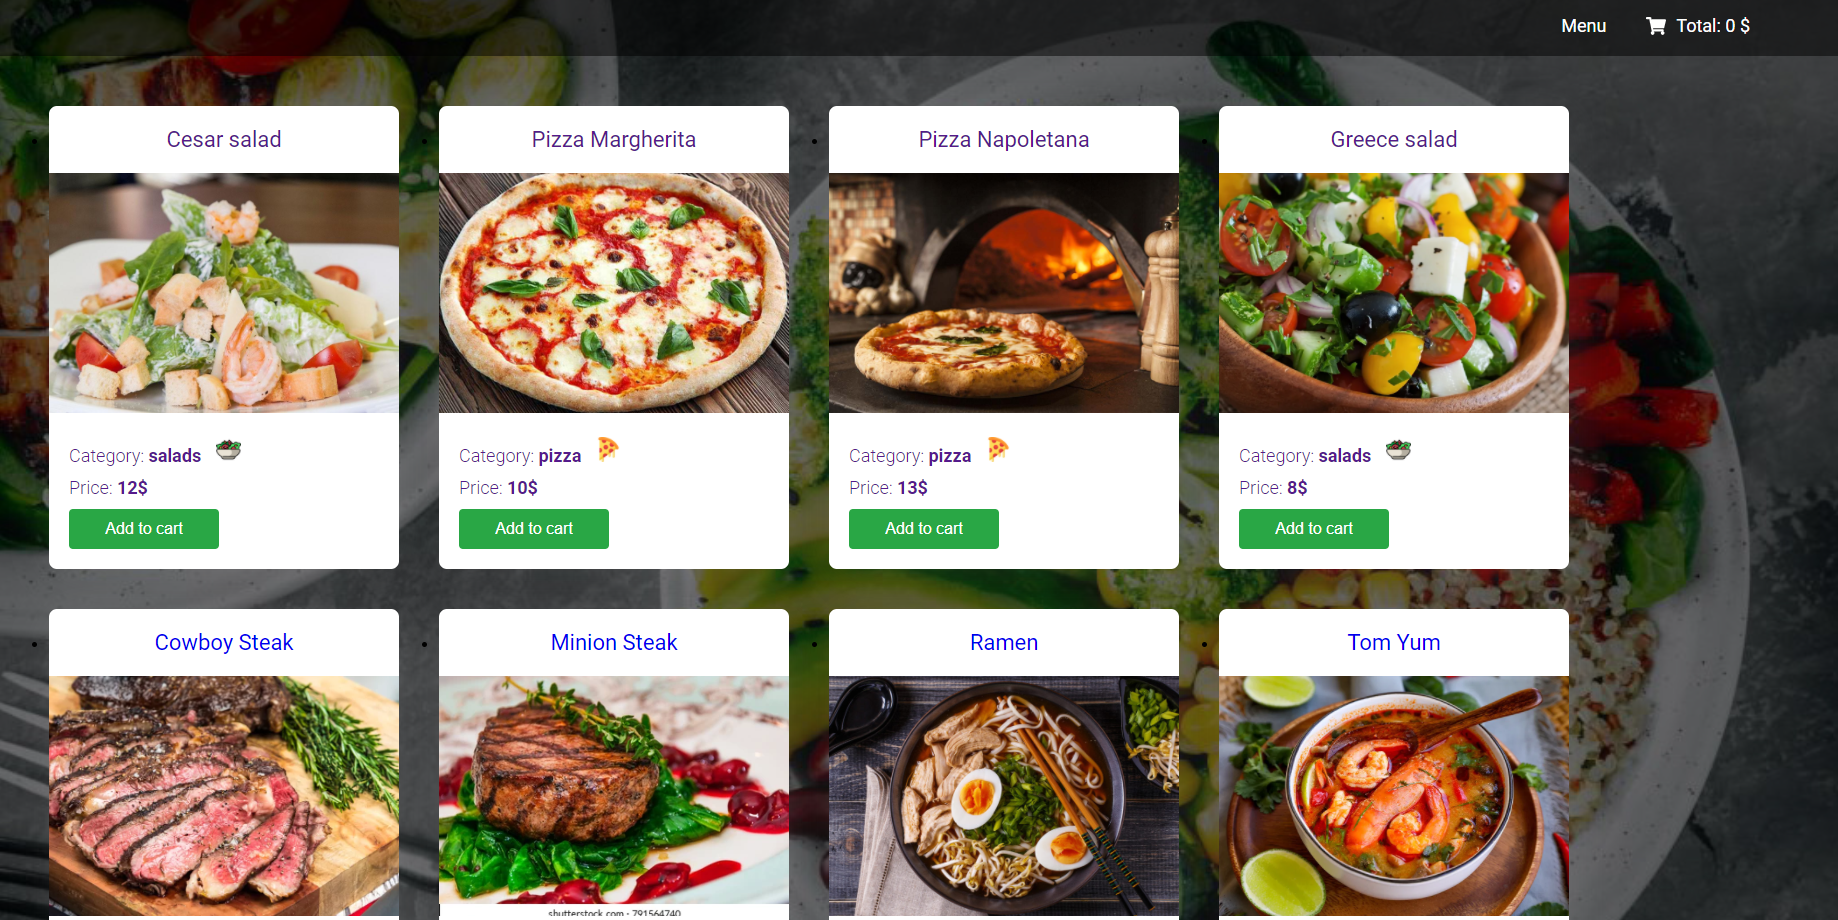 Menu
Total: 0 $
Cesar salad
Pizza Margherita
Pizza Napoletana
Greece salad
Category: salads
Category: pizza
Category: pizza
Category: salads
Price: 12$
Price: 10$
Price: 13$
Price: 8$
Add to cart
Add to cart
Add to cart
Add to cart
Cowboy Steak
Minion Steak
Ramen
Tom Yum
shutterstock.com · 791564740